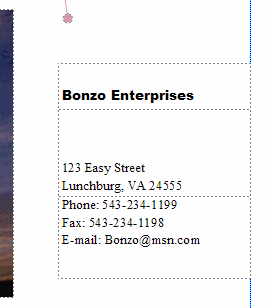 Bonzo Enterprises
123 Easy Street
Lunchburg, VA 24555
Phone: 543-234-1199
Fax: 543-234-1198
E-mail: Bonzo@msn.com